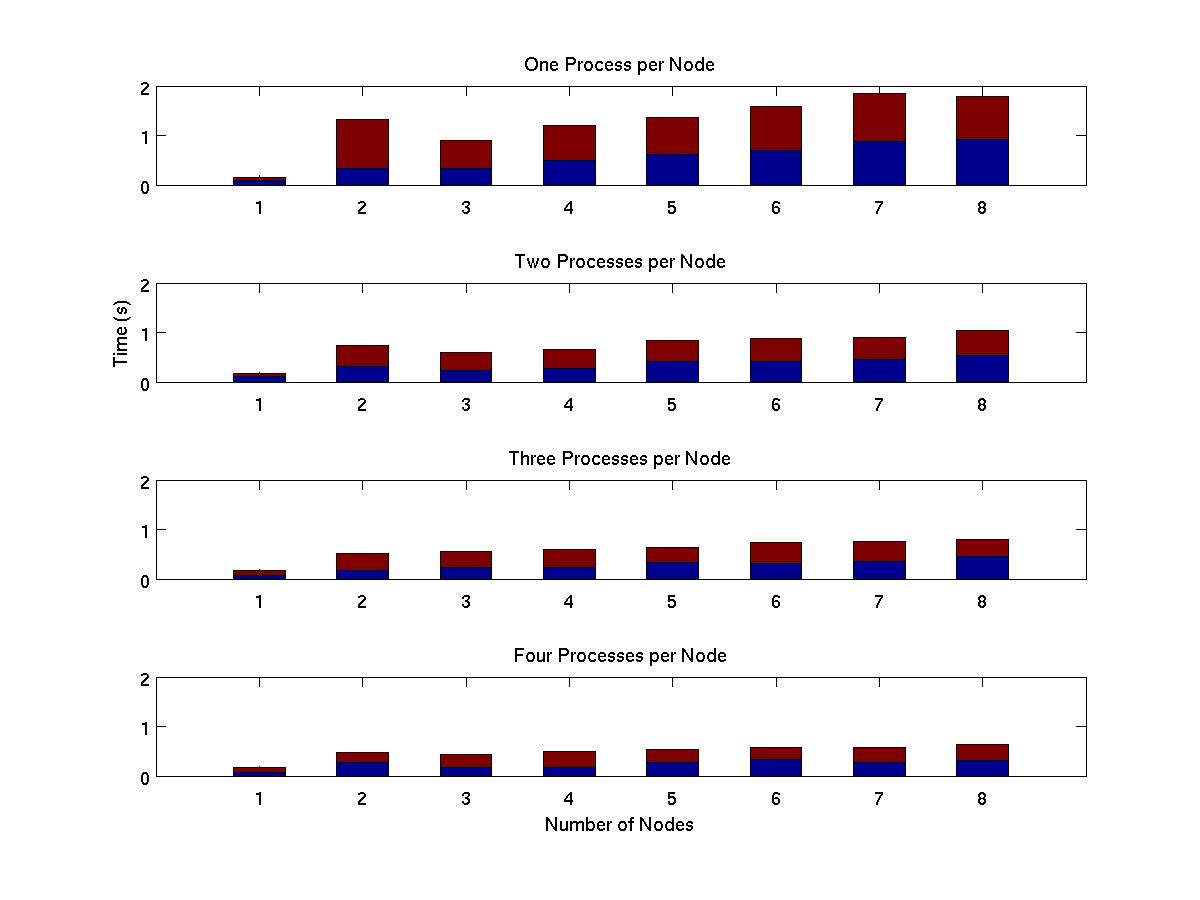 One Process per Node
2
1
0
1 2 3 4 5 6 7 8
Two Processes per Node
2
1
0
Time (s)
1 2 3 4 5 6 7 8
Three Processes per Node
2
1
0
1 2 3 4 5 6 7 8
Four Processes per Node
2
1
0
1 2 3 4 5 6 7 8
Number of Nodes